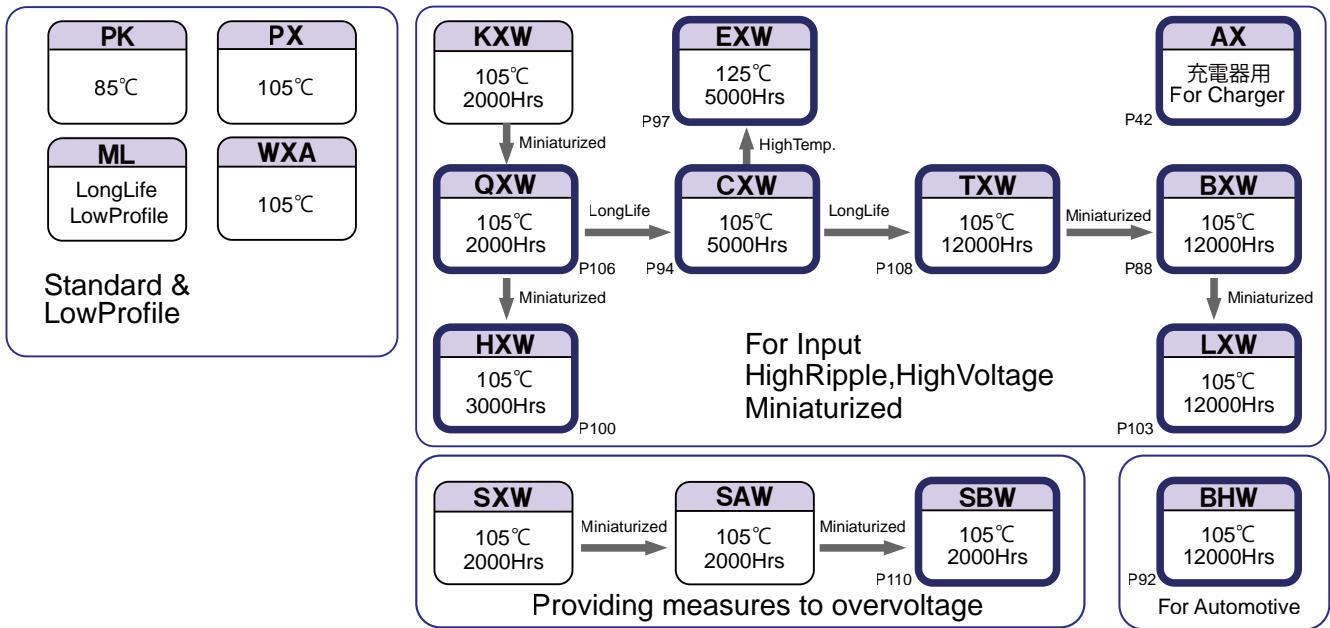 PK
85℃
PX
105℃
ML
LongLife
LowProfile
WXA
105℃
Standard &
LowProfile
KXW
105℃
2000Hrs
EXW
125℃
5000Hrs
P97
AX
充電器用
For Charger
P42
Miniaturized
HighTemp.
QXW
105℃
2000Hrs
P106
LongLife
CXW
105℃
5000Hrs
P94
LongLife
TXW
105℃
12000Hrs
P108
Miniaturized
BXW
105℃
12000Hrs
P88
Miniaturized
Miniaturized
HXW
105℃
3000Hrs
P100
For Input
HighRipple,HighVoltage
Miniaturized
LXW
105℃
12000Hrs
P103
SXW
105℃
2000Hrs
Miniaturized
SAW
105℃
2000Hrs
Miniaturized
SBW
105℃
2000Hrs
P110
Providing measures to overvoltage
BHW
105℃
12000Hrs
P92
For Automotive